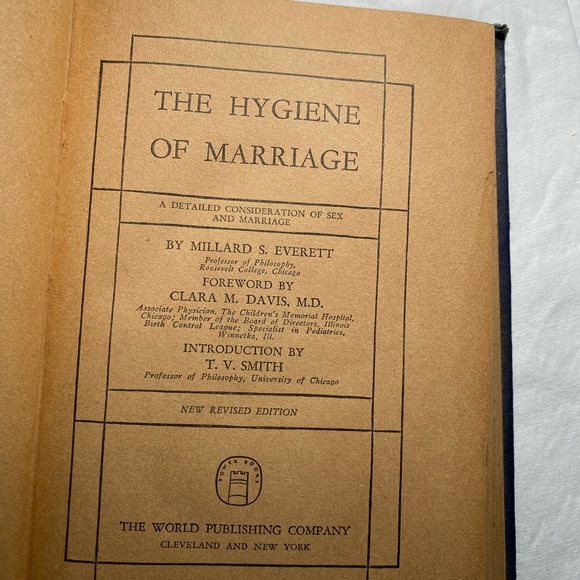 THE HYGIENE
OF MARRIAGE
A DETAILED CONSIDERATION OF SEX
AND MARRIAGE
BY MILLARD S. EVERETT
Professor of Philosophy,
Roosevelt College, Chicago
FOREWORD BY
CLARA M. DAVIS, M.D.
Associate Physician, The Children's Memorial Hospital,
Chicago; Member of the Board of Directors, Illinois
Birth Control League; Specialist in Pediatrics,
Winnetka, Ill.
INTRODUCTION BY
T. V. SMITH
Professor of Philosophy, University of Chicago
NEW REVISED EDITION
TOWER BOOKS
THE WORLD PUBLISHING COMPANY
CLEVELAND AND NEW YORK